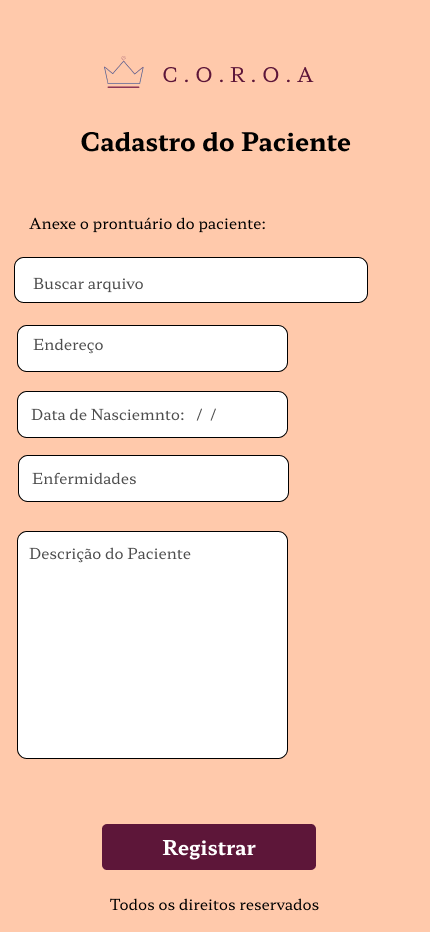 C.O.R.O.A
Cadastro do Paciente
Anexe o prontuário do paciente:
Buscar arquivo
Endereço
Data de Nasciemnto: / /
Enfermidades
Descrição do Paciente
Registrar
Todos os direitos reservados